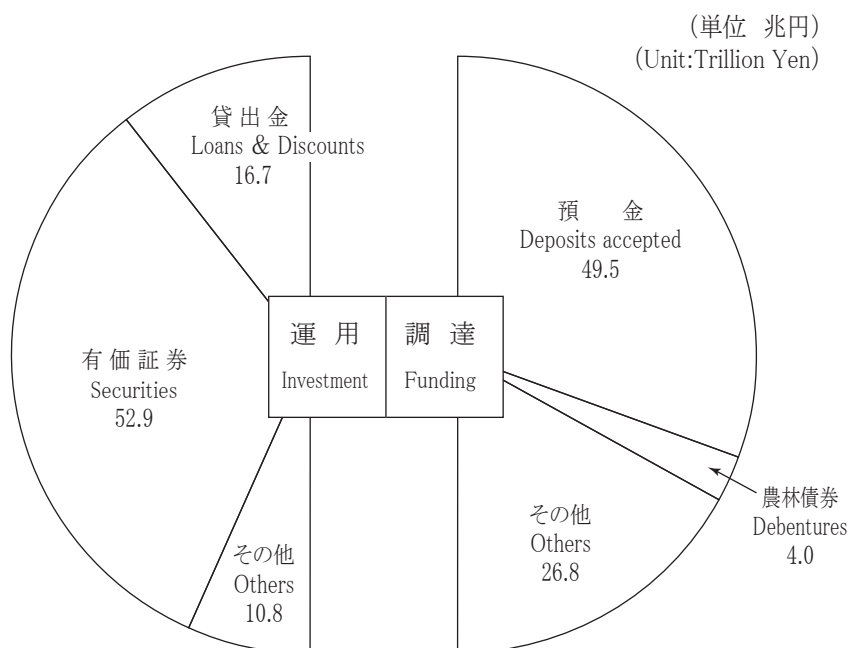 (単位 兆円)
(Unit:Trillion Yen)
貸出金
Loans & Discounts
16.7
預 金
Deposits accepted
49.5
運用
Investment
調達
Funding
有価証券
Securities
52.9
農林債券
Debentures
4.0
その他
Others
26.8
その他
Others
10.8